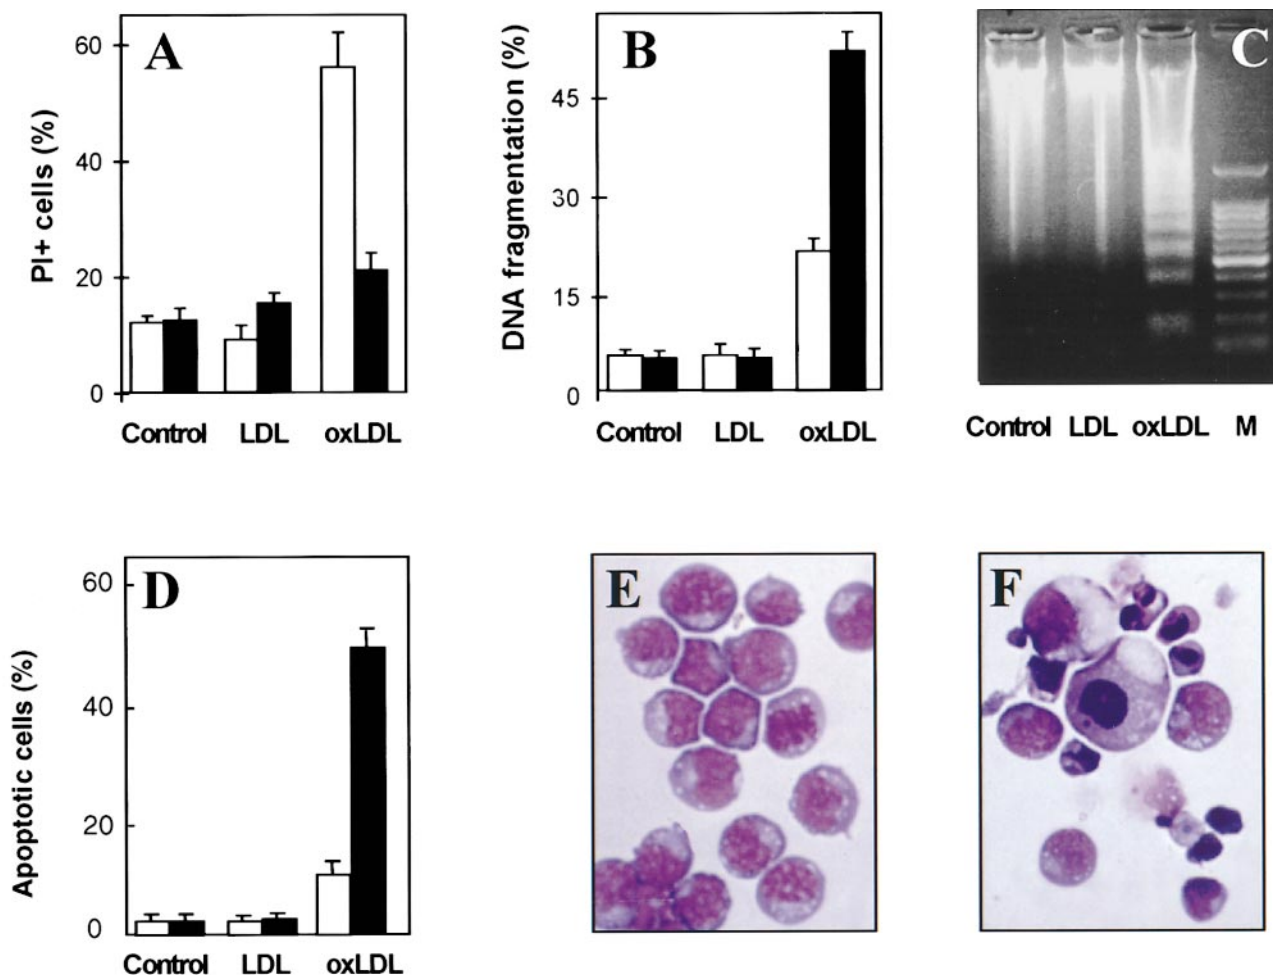 A
PI+ cells (%)
60
40
20
0
Control LDL oxLDL
B
DNA fragmentation (%)
45
30
15
0
Control LDL oxLDL
C
Control LDL oxLDL M
D
Apoptotic cells (%)
60
40
20
0
Control LDL oxLDL
E
F